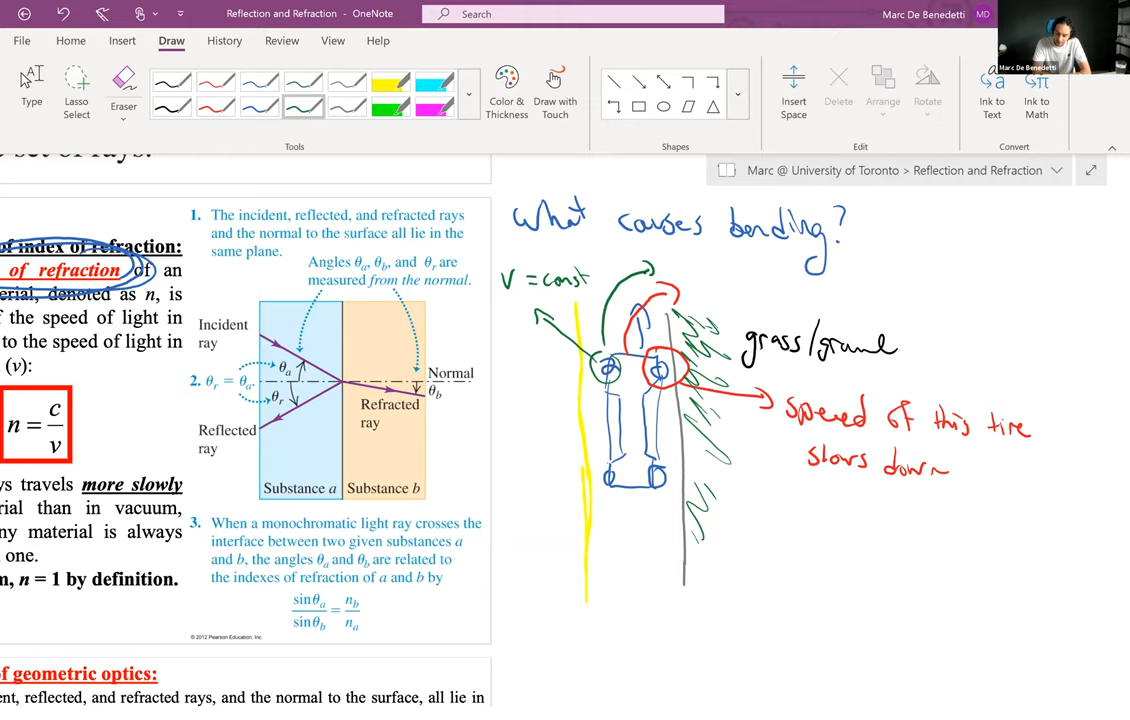 Reflection and Refraction - OneNote
Search
Marc De Benedetti
MD
Marc De Benedetti
File
Home
Insert
Draw
History
Review
View
Help
Type
Lasso Select
Eraser
Color & Thickness
Draw with Touch
Insert Space
Delete
Arrange
Rotate
Ink to Text
Ink to Math
Tools
Shapes
Edit
Convert
Marc @ University of Toronto > Reflection and Refraction
set of rays.
of index of refraction:
of refraction) of an
erial, denoted as n, is
f the speed of light in
to the speed of light in
(v):
n = c/v
ys travels more slowly
rial than in vacuum,
ny material is always
one.
m, n = 1 by definition.
1. The incident, reflected, and refracted rays
and the normal to the surface all lie in the
same plane.
Angles θa, θb, and θr are
measured from the normal.
Incident
ray
θa
2. θr = θa.
θr
Normal
θb
Refracted
ray
Reflected
ray
Substance a
Substance b
3. When a monochromatic light ray crosses the
interface between two given substances a
and b, the angles θa and θb are related to
the indexes of refraction of a and b by
sinθa/sinθb = nb/na
© 2012 Pearson Education, Inc.
f geometric optics:
ent, reflected, and refracted rays, and the normal to the surface, all lie in
What causes bending?
V = const
grass/gravel
speed of this tire
slows down